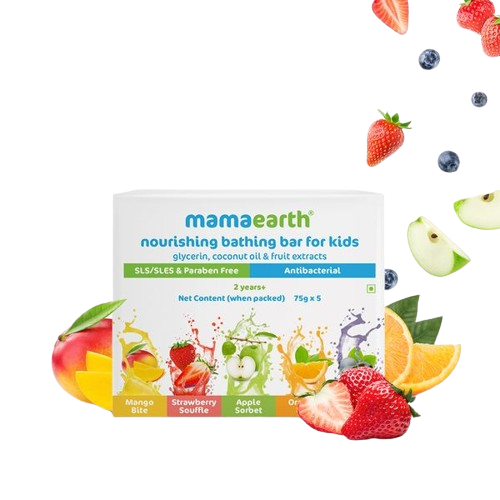 mamaearth®
nourishing bathing bar for kids
glycerin, coconut oil & fruit extracts
SLS/SLES & Paraben Free Antibacterial
2 years+
Net Content (when packed) 75g x 5
Mango Bite
Strawberry Souffle
Apple Sorbet